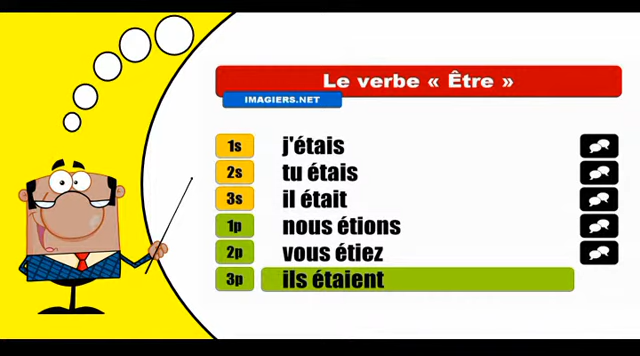 Le verbe « Être »
IMAGIERS.NET
1s j'étais
2s tu étais
3s il était
1p nous étions
2p vous étiez
3p ils étaient